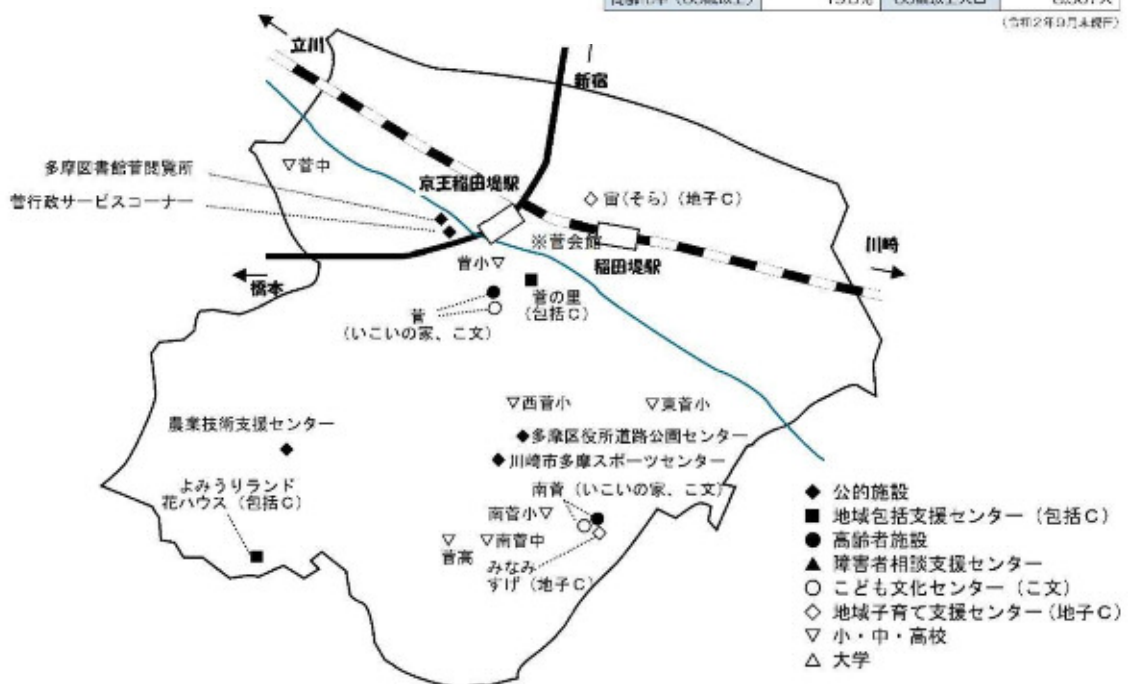 (令和2年9月末現在)
立川
新宿
多摩図書館菅閲覧所
▽菅中
京王稲田堤駅
菅行政サービスコーナー
◇宙(そら)(地子C)
※菅会館
川崎
菅小▽
稲田堤駅
橋本
菅の里
(包括C)
菅
(いこいの家、こ文)
▽西菅小
▽東菅小
農業技術支援センター
◆多摩区役所道路公園センター
◆川崎市多摩スポーツセンター
よみうりランド
花ハウス(包括C)
南菅(いこいの家、こ文)
南菅小▽
▽
菅高
▽南菅中
みなみ
すげ(地子C)
◆ 公的施設
■ 地域包括支援センター(包括C)
● 高齢者施設
▲ 障害者相談支援センター
○ こども文化センター(こ文)
◇ 地域子育て支援センター(地子C)
▽ 小・中・高校
△ 大学